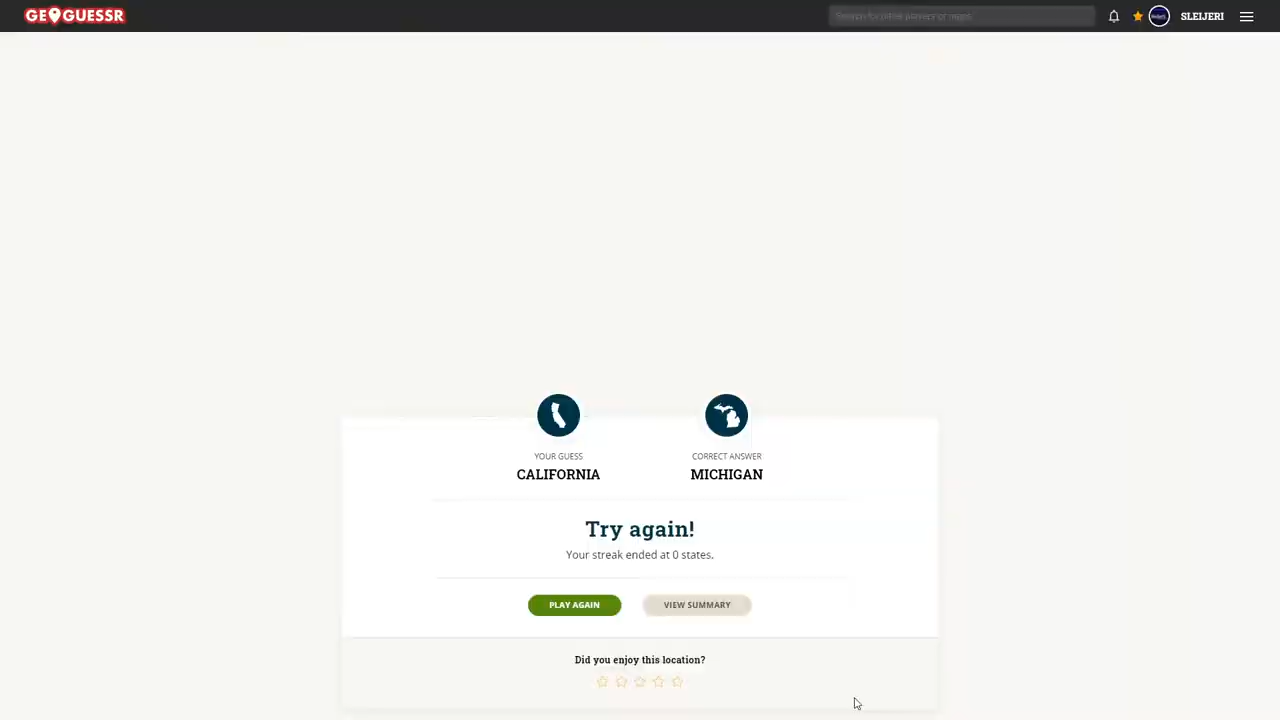 GEOGUESSR
SLEIJERI
YOUR GUESS
CALIFORNIA
CORRECT ANSWER
MICHIGAN
Try again!
Your streak ended at 0 states.
PLAY AGAIN
VIEW SUMMARY
Did you enjoy this location?